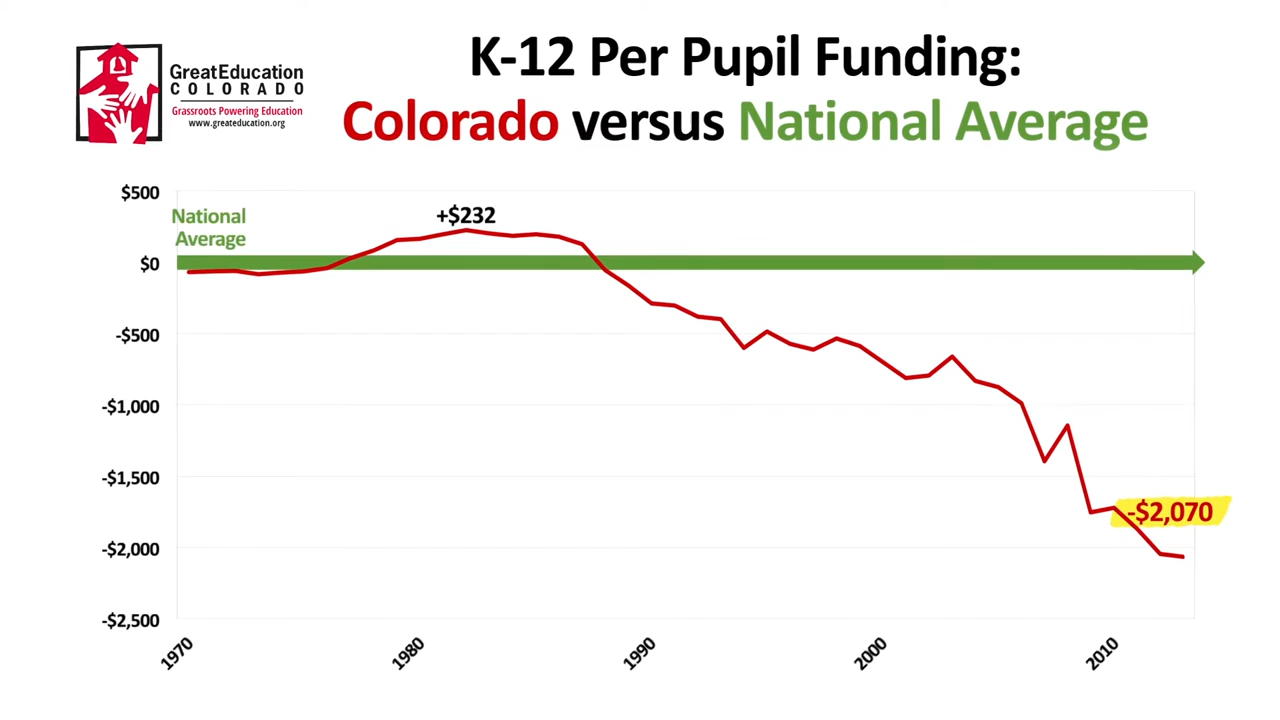 K-12 Per Pupil Funding:
Colorado versus National Average
GreatEducation
COLORADO
Grassroots Powering Education
www.greateducation.org
$500
National
Average
+$232
$0
-$500
-$1,000
-$1,500
-$2,070
-$2,000
-$2,500
1970
1980
1990
2000
2010